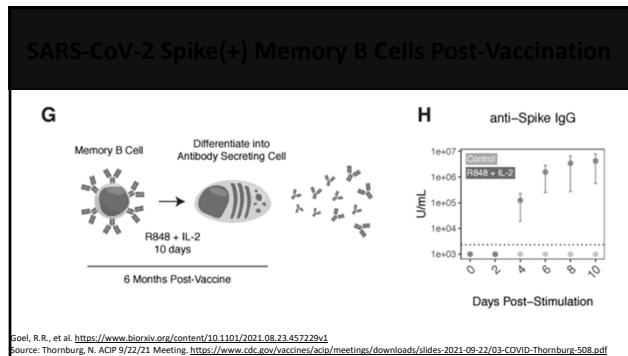 SARS-CoV-2 Spike(+) Memory B Cells Post-Vaccination
G
Memory B Cell
Differentiate into
Antibody Secreting Cell
R848 + IL-2
10 days
6 Months Post-Vaccine
H
anti-Spike IgG
Control
R848 + IL-2
U/mL
1e+07
1e+06
1e+05
1e+04
1e+03
0 2 4 6 8 10
Days Post-Stimulation
Goel, R.R., et al. https://www.biorxiv.org/content/10.1101/2021.08.23.457229v1
Source: Thornburg, N. ACIP 9/22/21 Meeting. https://www.cdc.gov/vaccines/acip/meetings/downloads/slides-2021-09-22/03-COVID-Thornburg-508.pdf